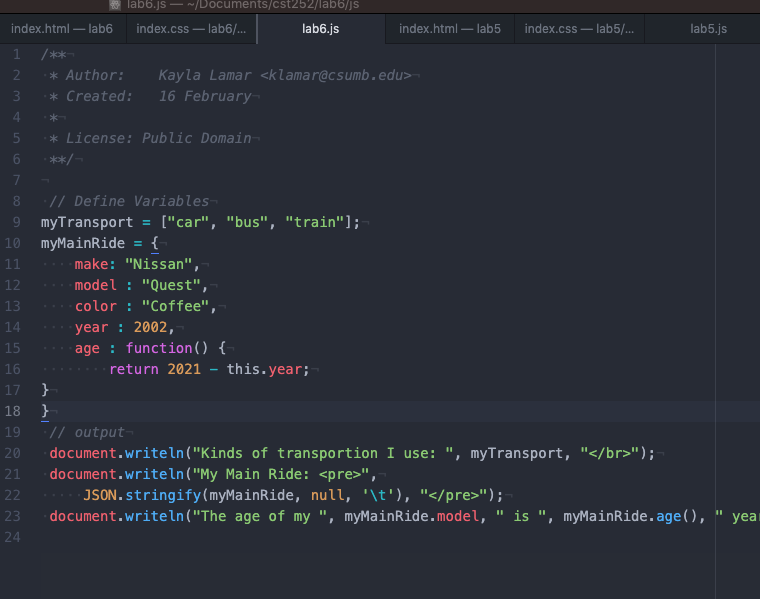 lab6.js — ~/Documents/cst252/lab6/js
index.html — lab6 index.css — lab6/... lab6.js index.html — lab5 index.css — lab5/... lab5.js
1 /**
2 * Author: Kayla Lamar <klamar@csumb.edu>
3 * Created: 16 February
4 *
5 * License: Public Domain
6 **/
7
8 // Define Variables
9 myTransport = ["car", "bus", "train"];
10 myMainRide = {
11 make: "Nissan",
12 model : "Quest",
13 color : "Coffee",
14 year : 2002,
15 age : function() {
16 return 2021 - this.year;
17 }
18 }
19 // output
20 document.writeln("Kinds of transportion I use: ", myTransport, "</br>");
21 document.writeln("My Main Ride: <pre>",
22 JSON.stringify(myMainRide, null, '\t'), "</pre>");
23 document.writeln("The age of my ", myMainRide.model, " is ", myMainRide.age(), " yea
24